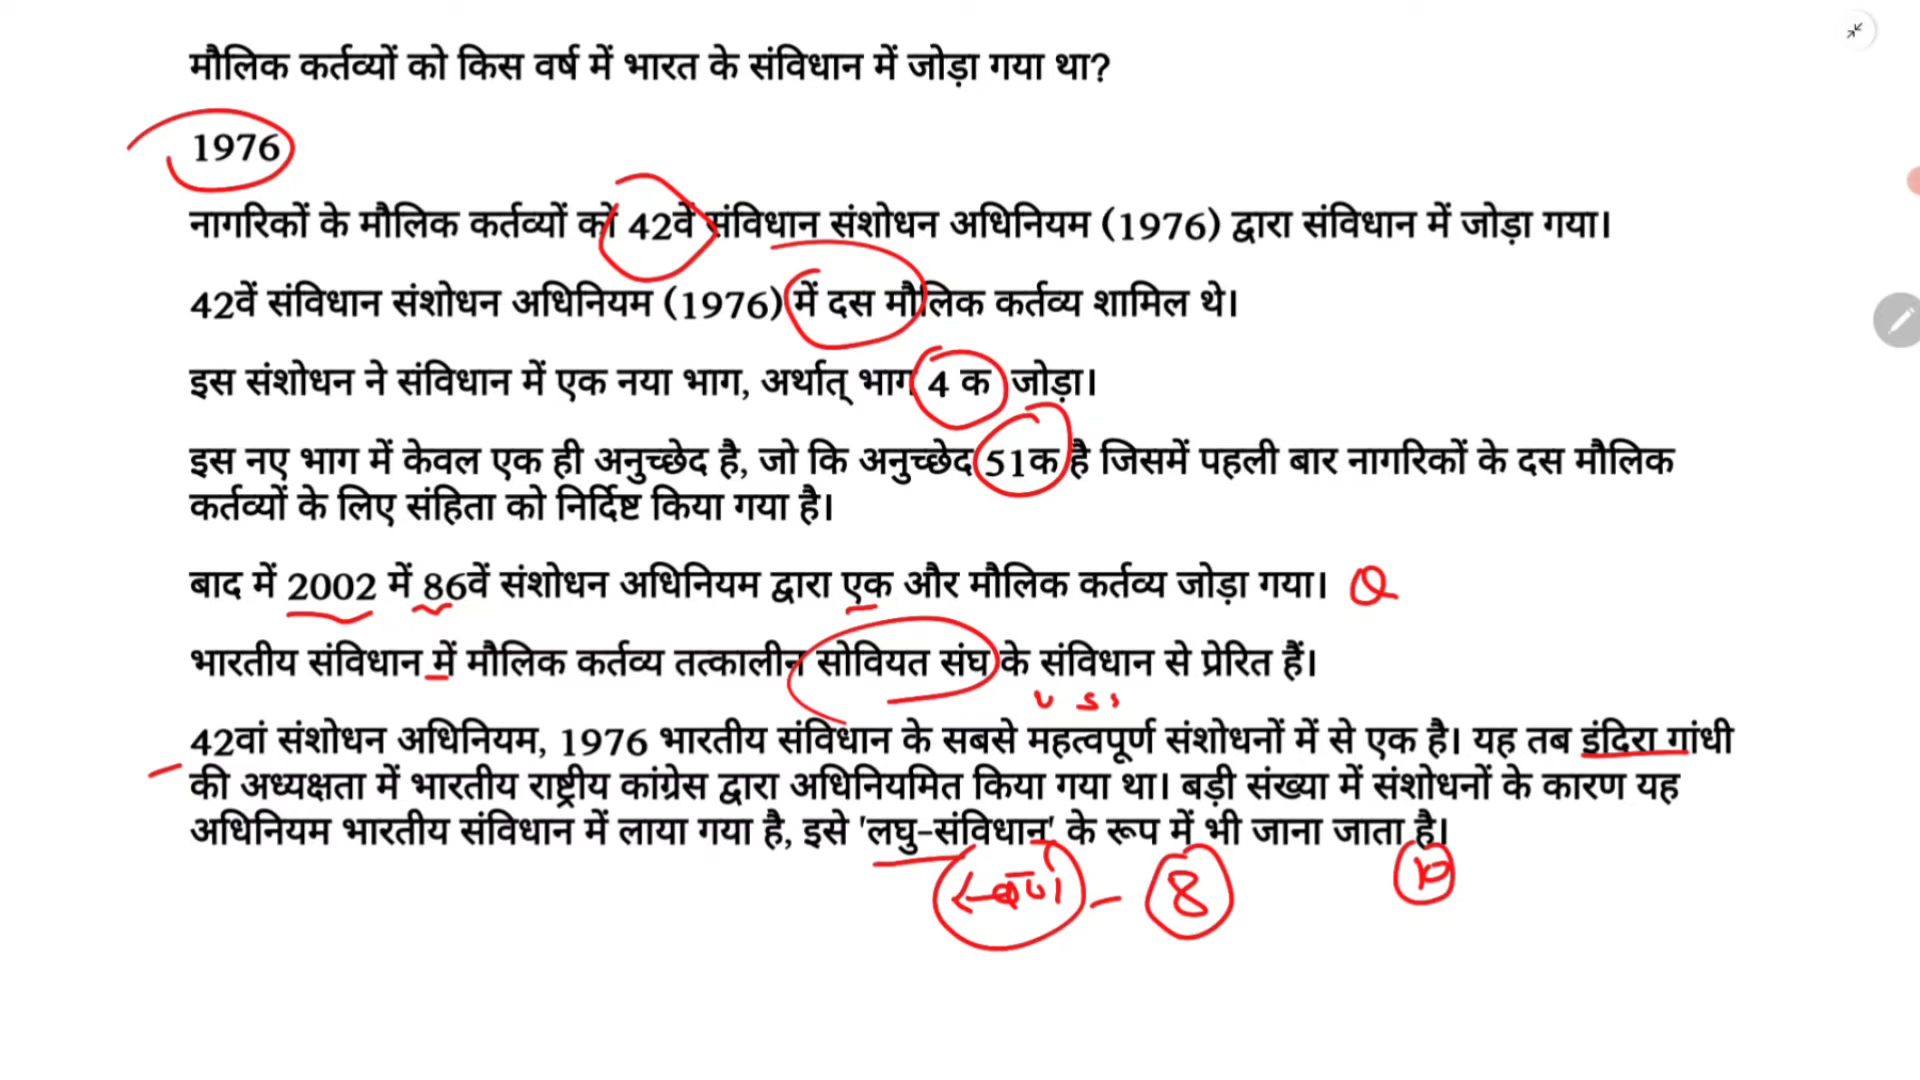 मौलिक कर्तव्यों को किस वर्ष में भारत के संविधान में जोड़ा गया था?
1976
नागरिकों के मौलिक कर्तव्यों को 42वें संविधान संशोधन अधिनियम (1976) द्वारा संविधान में जोड़ा गया।
42वें संविधान संशोधन अधिनियम (1976) में दस मौलिक कर्तव्य शामिल थे।
इस संशोधन ने संविधान में एक नया भाग, अर्थात् भाग 4 क जोड़ा।
इस नए भाग में केवल एक ही अनुच्छेद है, जो कि अनुच्छेद 51क है जिसमें पहली बार नागरिकों के दस मौलिक
कर्तव्यों के लिए संहिता को निर्दिष्ट किया गया है।
बाद में 2002 में 86वें संशोधन अधिनियम द्वारा एक और मौलिक कर्तव्य जोड़ा गया।
भारतीय संविधान में मौलिक कर्तव्य तत्कालीन सोवियत संघ के संविधान से प्रेरित हैं।
42वां संशोधन अधिनियम, 1976 भारतीय संविधान के सबसे महत्वपूर्ण संशोधनों में से एक है। यह तब इंदिरा गांधी
की अध्यक्षता में भारतीय राष्ट्रीय कांग्रेस द्वारा अधिनियमित किया गया था। बड़ी संख्या में संशोधनों के कारण यह
अधिनियम भारतीय संविधान में लाया गया है, इसे 'लघु-संविधान' के रूप में भी जाना जाता है।
8